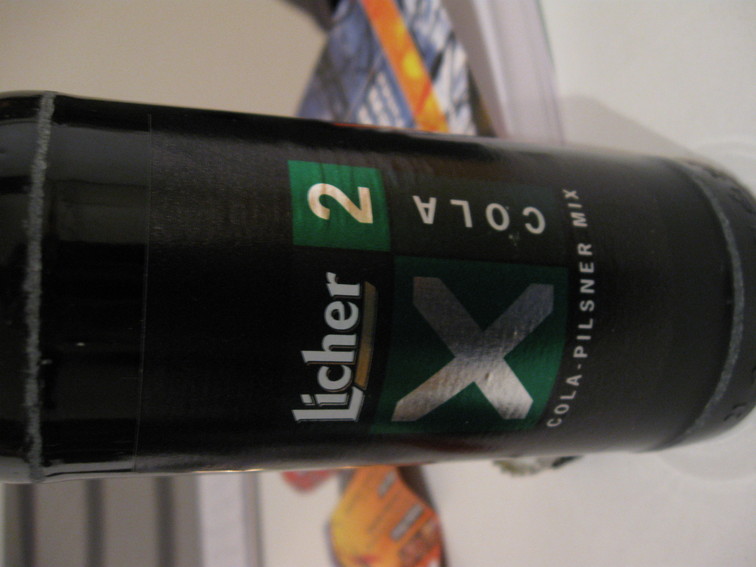 Licher 2
X COLA
COLA-PILSNER MIX